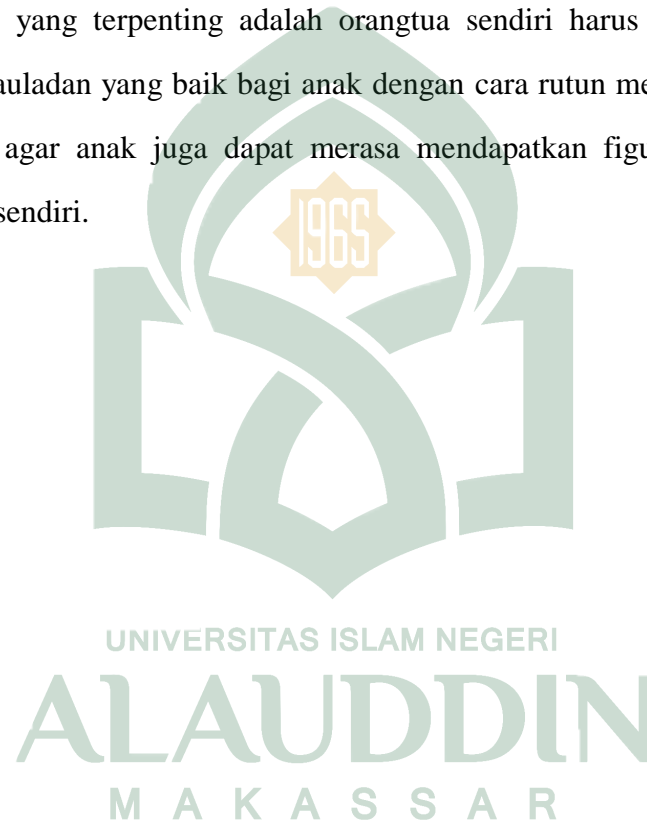 yang terpenting adalah orangtua sendiri harus
auladan yang baik bagi anak dengan cara rutun me
agar anak juga dapat merasa mendapatkan figu
sendiri.
1965
UNIVERSITAS ISLAM NEGERI
ALAUDDIN
MAKASSAR